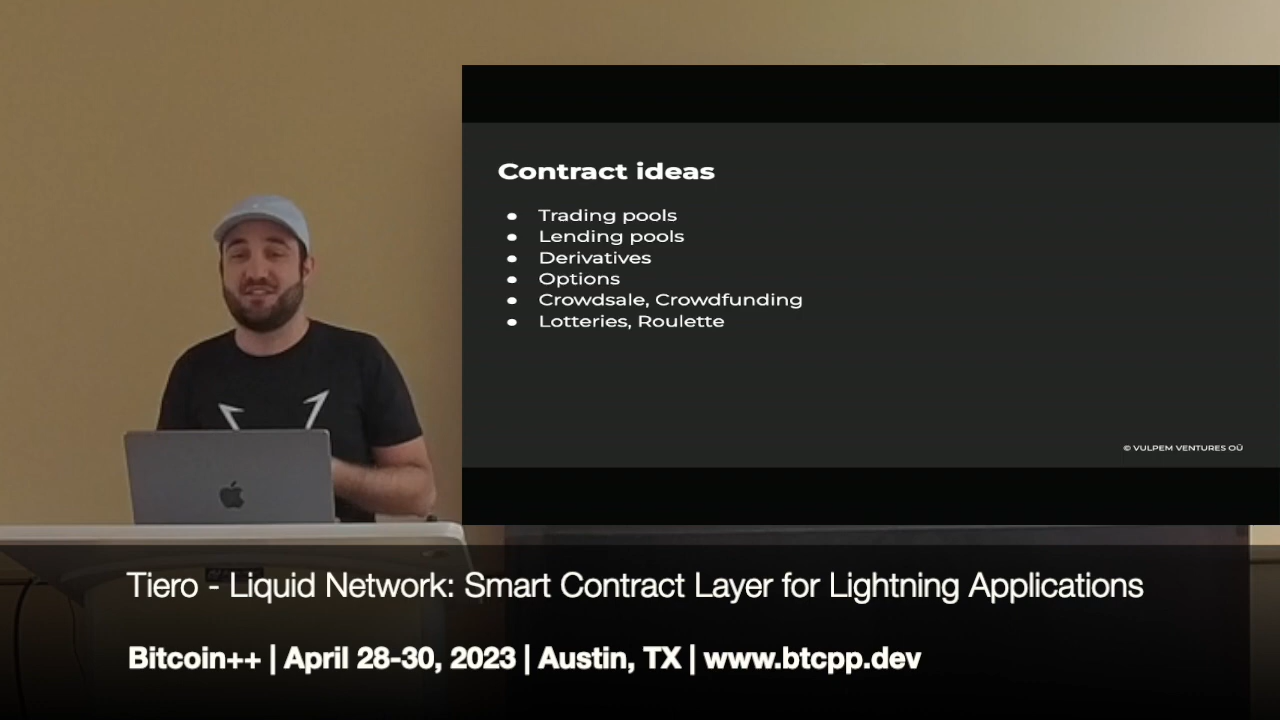 Contract ideas
● Trading pools
● Lending pools
● Derivatives
● Options
● Crowdsale, Crowdfunding
● Lotteries, Roulette
© VULPEM VENTURES OÜ
Tiero - Liquid Network: Smart Contract Layer for Lightning Applications
Bitcoin++ | April 28-30, 2023 | Austin, TX | www.btcpp.dev